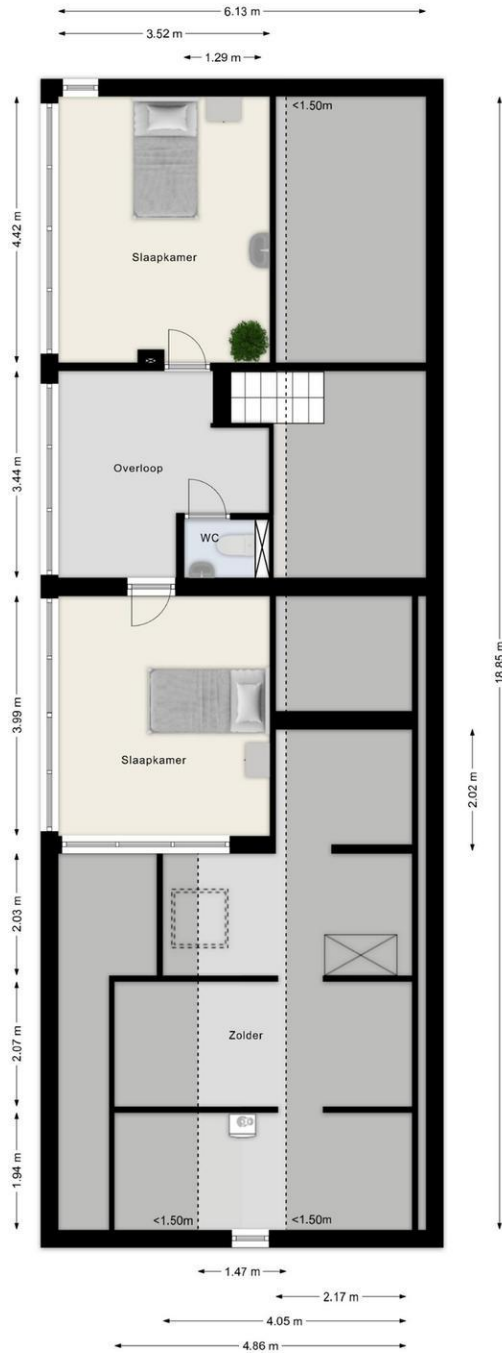 6.13 m
3.52 m
1.29 m
<1.50m
4.42 m
Slaapkamer
3.44 m
Overloop
WC
18.85 m
3.99 m
Slaapkamer
2.02 m
2.03 m
2.07 m
Zolder
1.94 m
<1.50m <1.50m
1.47 m
2.17 m
4.05 m
4.86 m